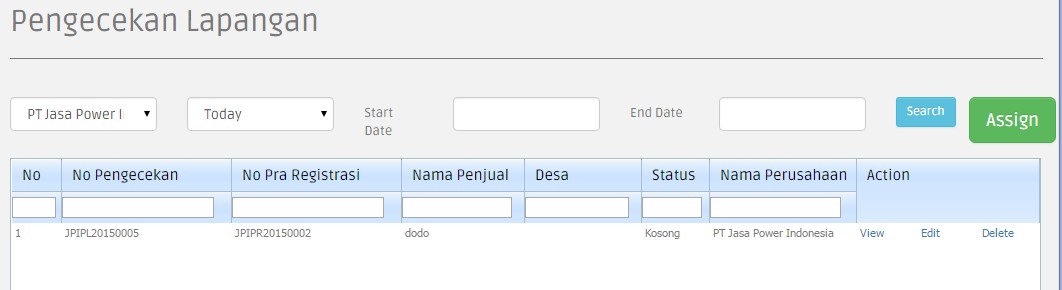 Pengecekan Lapangan
PT Jasa Power I
Today
Start
Date
End Date
Search
Assign
No No Pengecekan No Pra Registrasi Nama Penjual Desa Status Nama Perusahaan Action
1 JPIPL20150005 JPIPR20150002 dodo Kosong PT Jasa Power Indonesia View Edit Delete